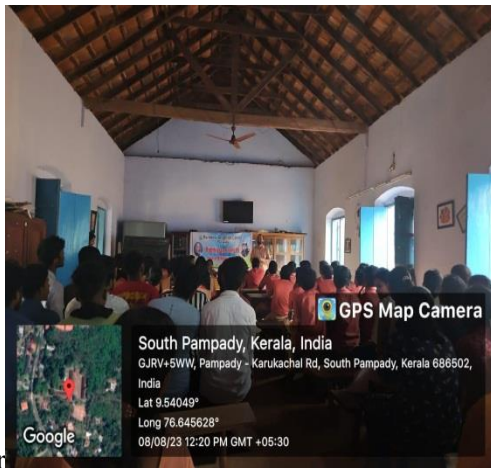 GPS Map Camera
South Pampady, Kerala, India
GJRV+5WW, Pampady - Karukachal Rd, South Pampady, Kerala 686502,
India
Lat 9.54049°
Long 76.645628°
08/08/23 12:20 PM GMT +05:30
Google